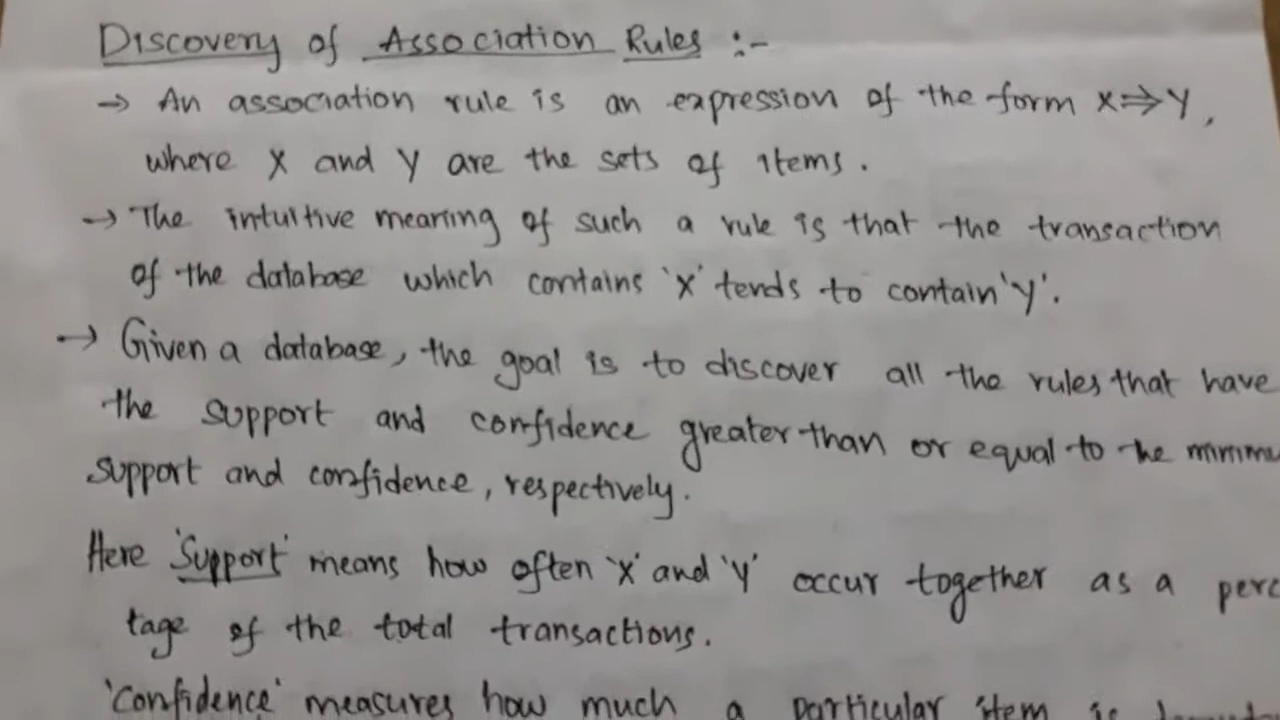 Discovery of Association Rules :-
→ An association rule is an expression of the form X⇒Y,
where X and Y are the sets of items.
→ The intuitive meaning of such a rule is that the transaction
of the database which contains 'X' tends to contain 'Y'.
→ Given a database, the goal is to discover all the rules that have
the support and confidence greater than or equal to the
support and confidence, respectively.
Here 'Support' means how often 'X' and 'Y' occur together as a perc
tage of the total transactions.
'Confidence' measures how much a particular item is